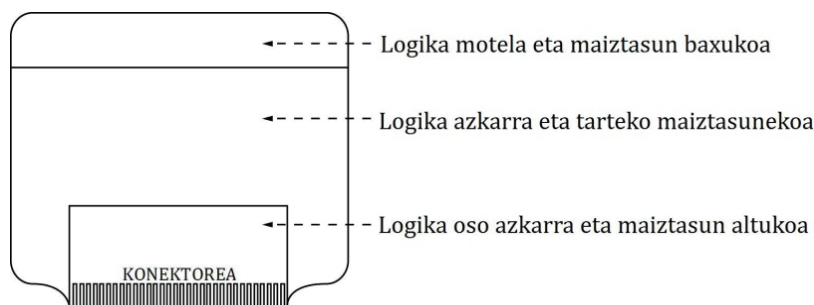 Logika motela eta maiztasun baxukoa
Logika azkarra eta tarteko maiztasunekoa
Logika oso azkarra eta maiztasun altukoa
KONEKTOREA